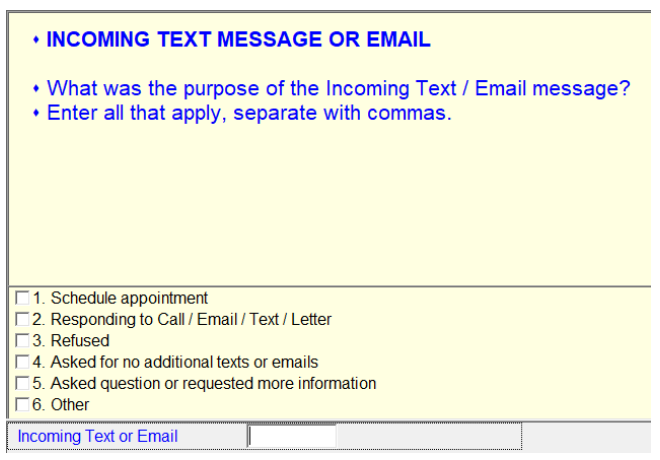 ⬧ INCOMING TEXT MESSAGE OR EMAIL
⬧ What was the purpose of the Incoming Text / Email message?
⬧ Enter all that apply, separate with commas.
1. Schedule appointment
2. Responding to Call / Email / Text / Letter
3. Refused
4. Asked for no additional texts or emails
5. Asked question or requested more information
6. Other
Incoming Text or Email